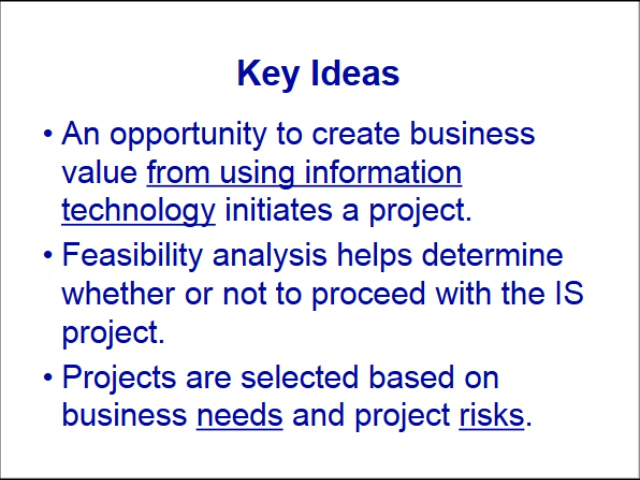 Key Ideas
• An opportunity to create business
value from using information
technology initiates a project.
• Feasibility analysis helps determine
whether or not to proceed with the IS
project.
• Projects are selected based on
business needs and project risks.